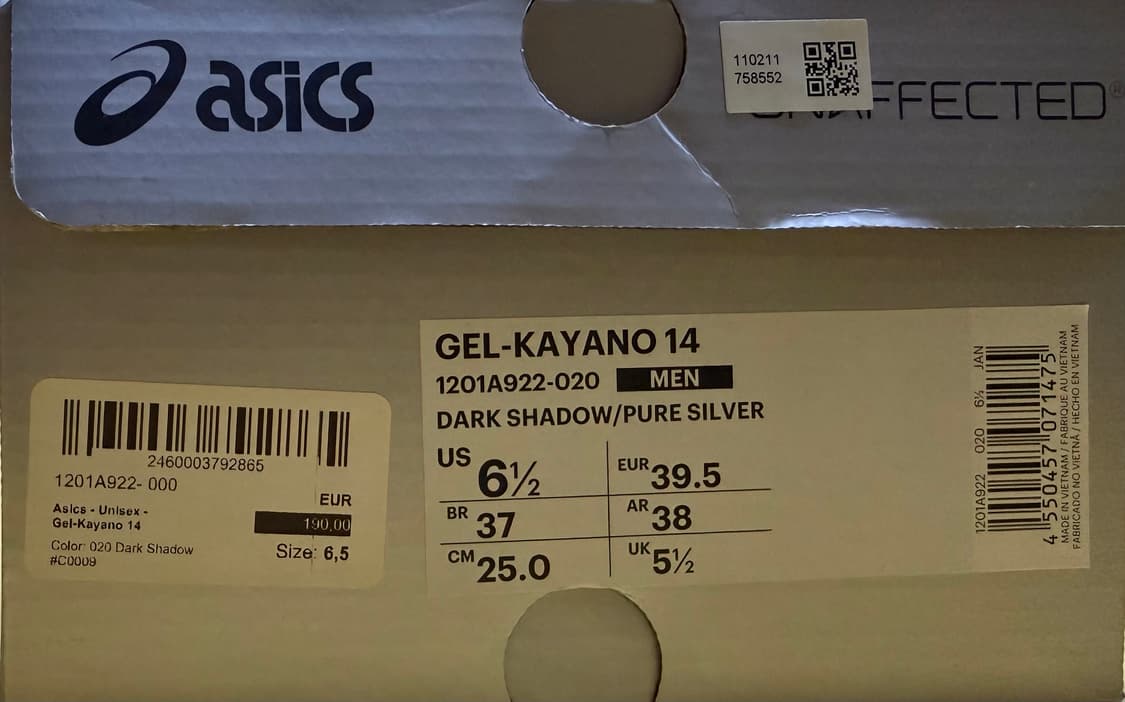 asics
110211
758552
UNAFFECTED®
GEL-KAYANO 14
1201A922-020 MEN
DARK SHADOW/PURE SILVER
US 6½ EUR 39.5
BR 37 AR 38
CM 25.0 UK 5½
2460003792865
1201A922- 000
EUR
Asics - Unisex -
Gel-Kayano 14
190,00
Color: 020 Dark Shadow
Size: 6,5
#C0009
1201A922 020 6½ JAN
4 550457 071475
MADE IN VIETNAM / FABRIQUE AU VIETNAM
FABRICADO NO VIETNÃ / HECHO EN VIETNAM